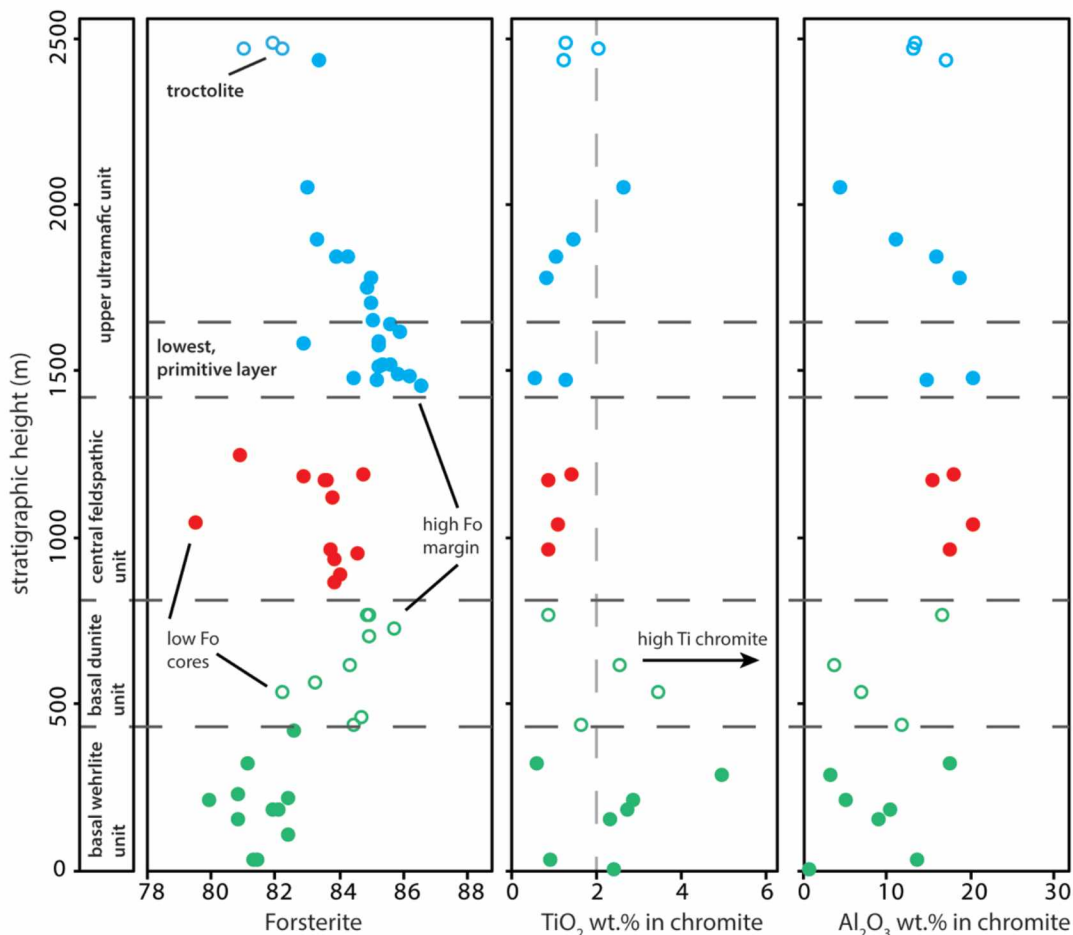 stratigraphic height (m)
2500
2000
1500
1000
500
0
upper ultramafic unit
central feldspathic
unit
basal dunite
unit
basal wehrlite
unit
troctolite
lowest,
primitive layer
high Fo
margin
low Fo
cores
high Ti chromite
78 80 82 84 86 88
Forsterite
0 2 4 6
TiO₂ wt.% in chromite
0 10 20 30
Al₂O₃ wt.% in chromite